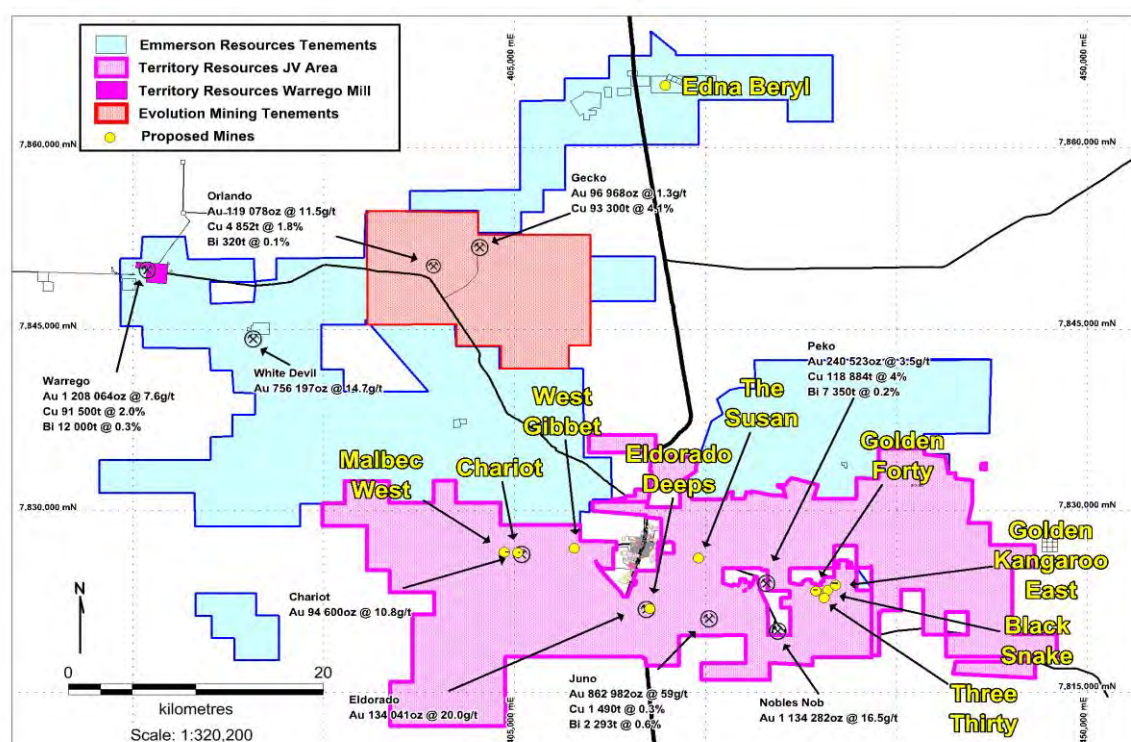 Emmerson Resources Tenements
Territory Resources JV Area
Territory Resources Warrego Mill
Evolution Mining Tenements
Proposed Mines
405,000 mE
450,000 mE
7,860,000 mN
7,860,000 mN
Edna Beryl
Orlando
Au 119 078oz @ 11.5g/t
Cu 4 852t @ 1.8%
Bi 320t @ 0.1%
Gecko
Au 96 968oz @ 1.3g/t
Cu 93 300t @ 4.1%
7,845,000 mN
7,845,000 mN
Warrego
Au 1 208 064oz @ 7.6g/t
Cu 91 500t @ 2.0%
Bi 12 000t @ 0.3%
White Devil
Au 756 197oz @ 14.7g/t
Peko
Au 240 523oz @ 3.5g/t
Cu 118 884t @ 4%
Bi 7 350t @ 0.2%
West
Gibbet
The
Susan
Malbec
West
Chariot
Eldorado
Deeps
Golden
Forty
7,830,000 mN
7,830,000 mN
Golden
Kangaroo
East
Black
Snake
Three
Thirty
N
Chariot
Au 94 600oz @ 10.8g/t
0
20
kilometres
Scale: 1:320,200
Eldorado
Au 134 041oz @ 20.0g/t
Juno
Au 862 982oz @ 59g/t
Cu 1 490t @ 0.3%
Bi 2 293t @ 0.6%
Nobles Nob
Au 1 134 282oz @ 16.5g/t
7,815,000 mN
405,000 mE
450,000 mE